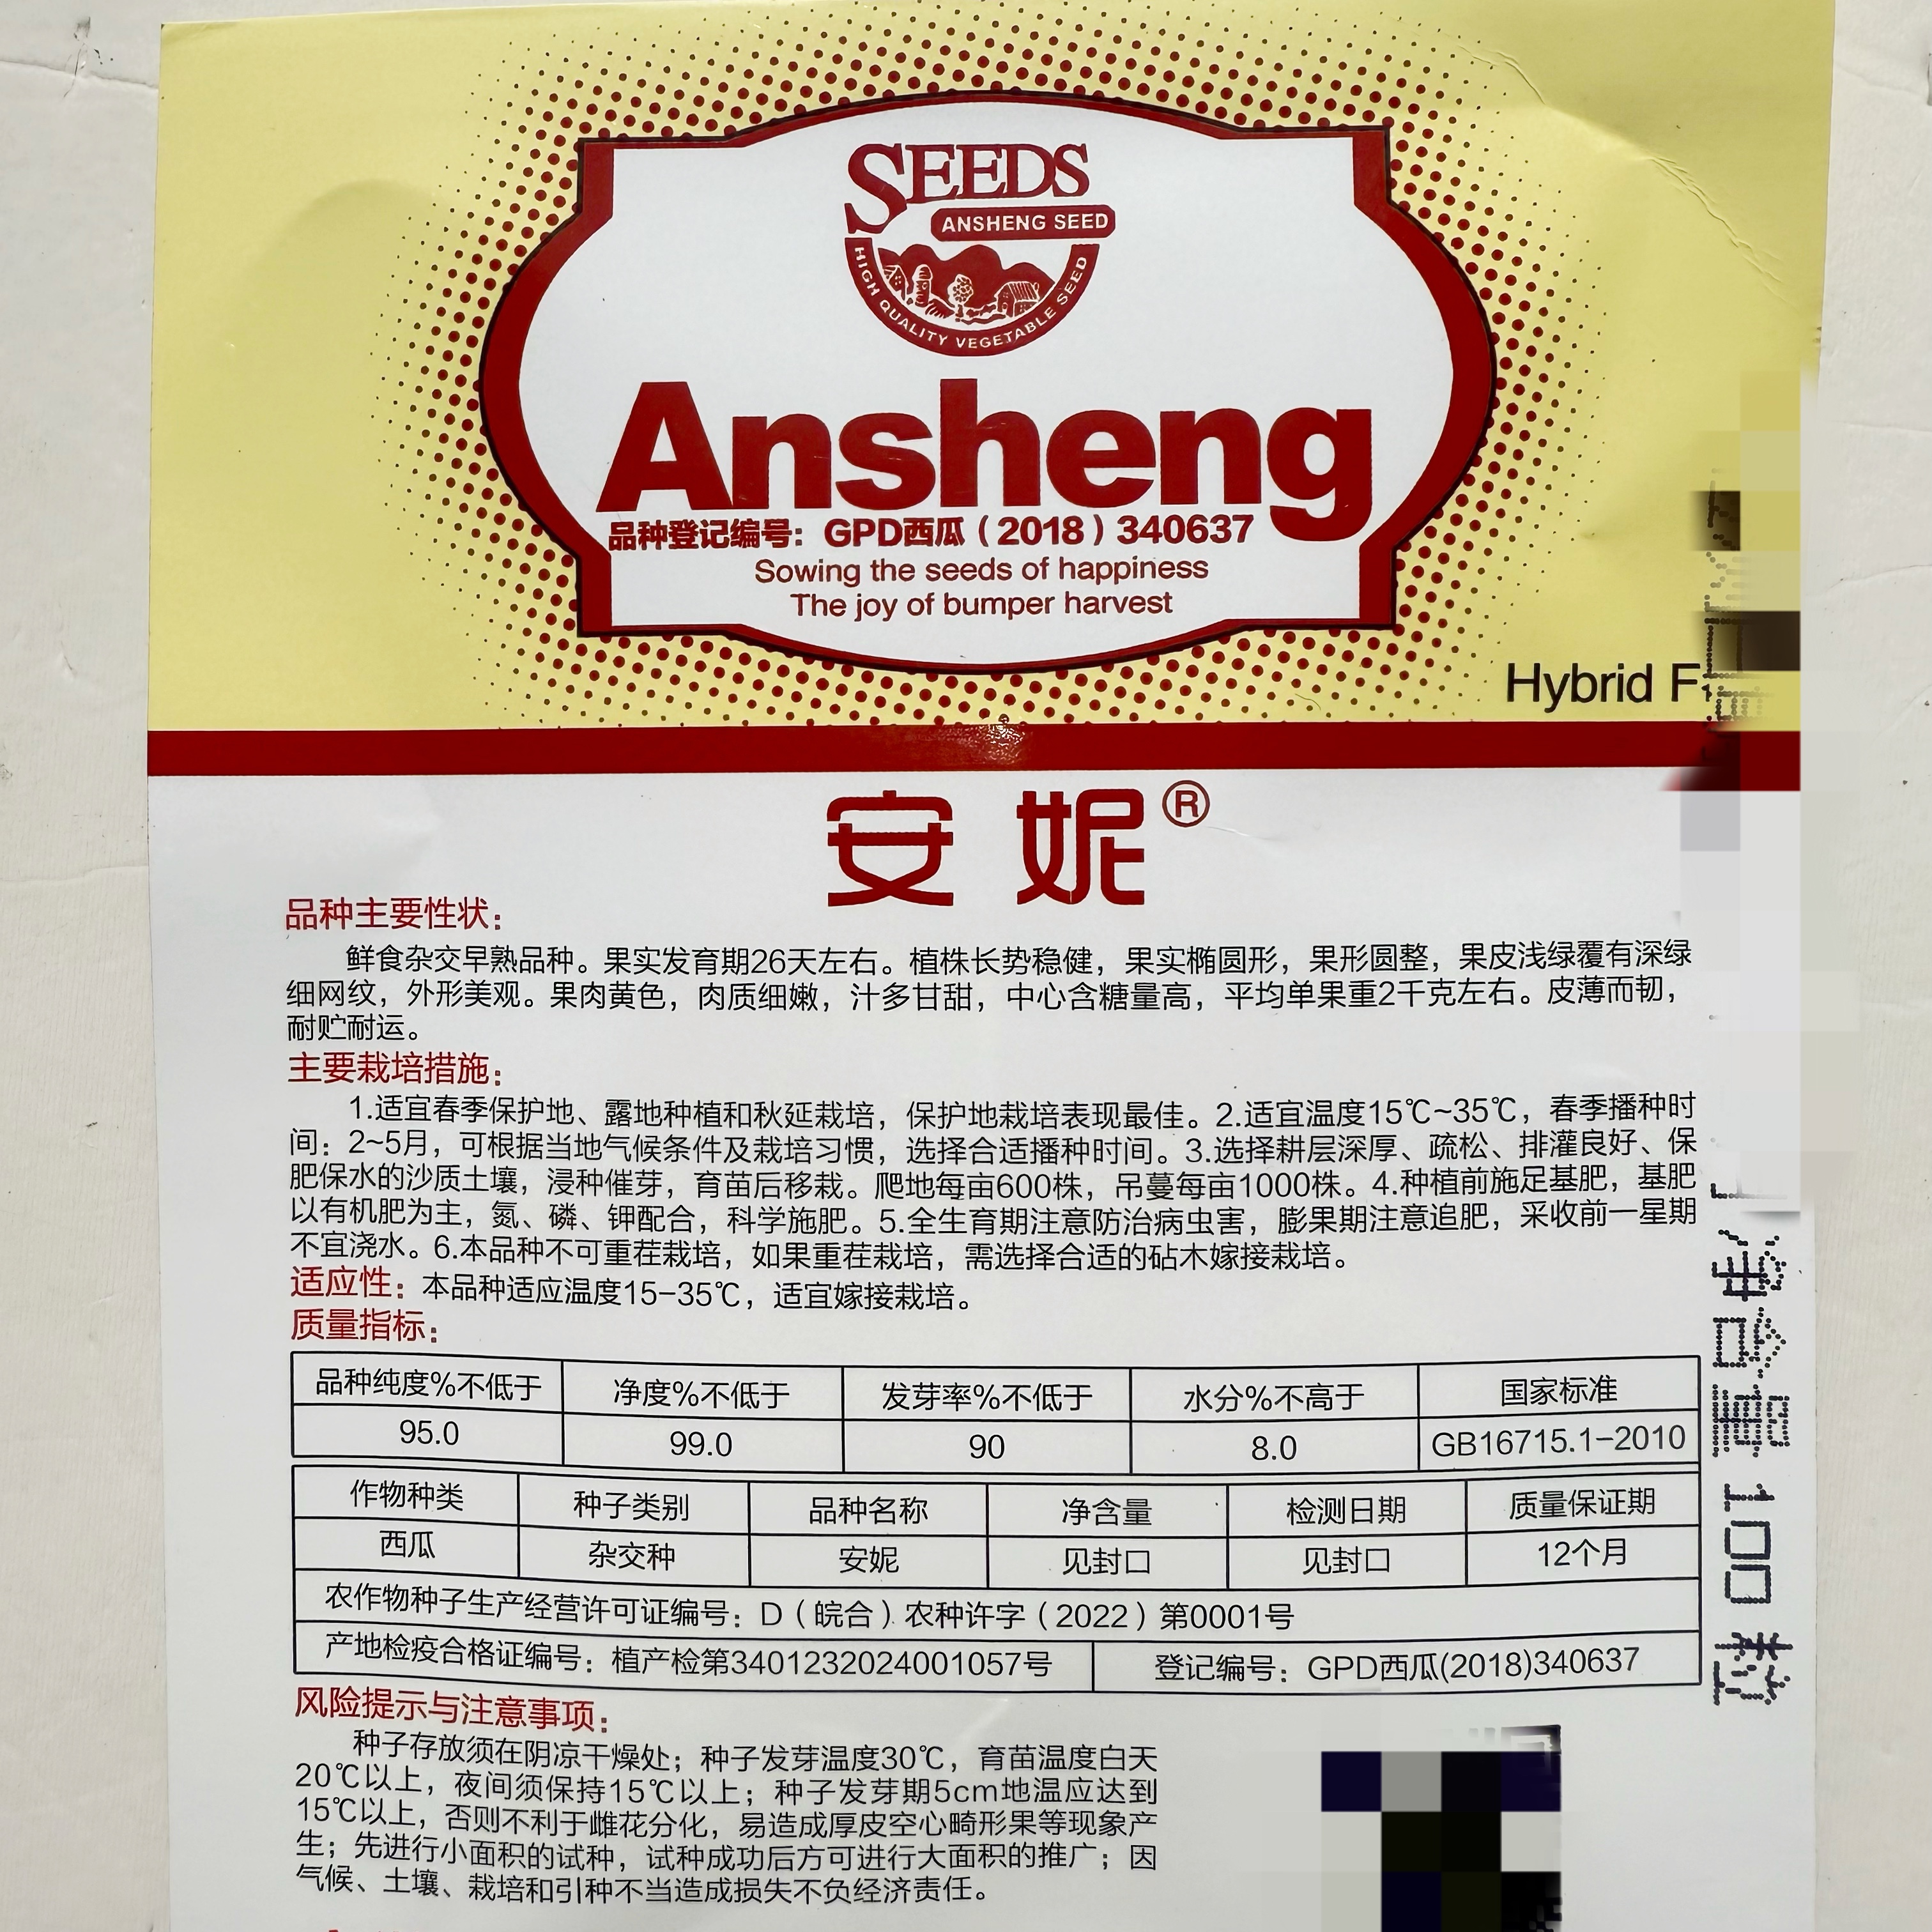 SEEDS
ANSHENG SEED
HIGH QUALITY VEGETABLE SEED
Ansheng
品种登记编号：GPD西瓜（2018）340637
Sowing the seeds of happiness
The joy of bumper harvest
Hybrid F1
安妮®
品种主要性状：
鲜食杂交早熟品种。果实发育期26天左右。植株长势稳健，果实椭圆形，果形圆整，果皮浅绿覆有深绿
细网纹，外形美观。果肉黄色，肉质细嫩，汁多甘甜，中心含糖量高，平均单果重2千克左右。皮薄而韧，
耐贮耐运。
主要栽培措施：
1.适宜春季保护地、露地种植和秋延栽培，保护地栽培表现最佳。2.适宜温度15℃~35℃，春季播种时
间：2~5月，可根据当地气候条件及栽培习惯，选择合适播种时间。3.选择耕层深厚、疏松、排灌良好、保
肥保水的沙质土壤，浸种催芽，育苗后移栽。爬地每亩600株，吊蔓每亩1000株。4.种植前施足基肥，基肥
以有机肥为主，氮、磷、钾配合，科学施肥。5.全生育期注意防治病虫害，膨果期注意追肥，采收前一星期
不宜浇水。6.本品种不可重茬栽培，如果重茬栽培，需选择合适的砧木嫁接栽培。
适应性：本品种适应温度15-35℃，适宜嫁接栽培。
质量指标：
品种纯度%不低于 净度%不低于 发芽率%不低于 水分%不高于 国家标准
95.0 99.0 90 8.0 GB16715.1-2010
作物种类 种子类别 品种名称 净含量 检测日期 质量保证期
西瓜 杂交种 安妮 见封口 见封口 12个月
农作物种子生产经营许可证编号：D（皖合）农种许字（2022）第0001号
产地检疫合格证编号：植产检第3401232024001057号 登记编号：GPD西瓜(2018)340637
风险提示与注意事项：
种子存放须在阴凉干燥处；种子发芽温度30℃，育苗温度白天
20℃以上，夜间须保持15℃以上；种子发芽期5cm地温应达到
15℃以上，否则不利于雌花分化，易造成厚皮空心畸形果等现象产
生；先进行小面积的试种，试种成功后方可进行大面积的推广；因
气候、土壤、栽培和引种不当造成损失不负经济责任。
净含量 100 粒